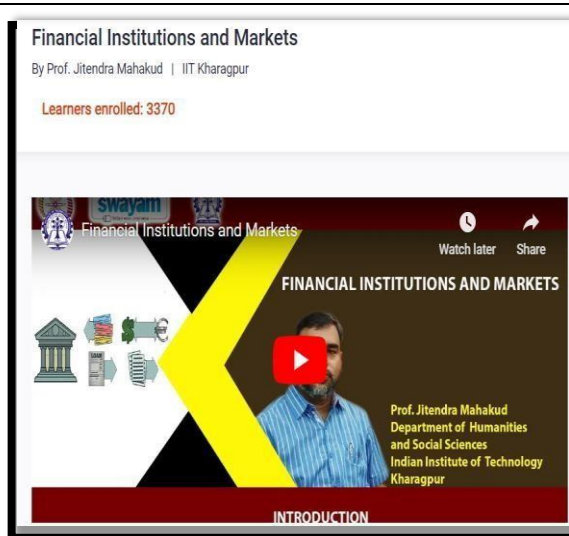 Financial Institutions and Markets
By Prof. Jitendra Mahakud | IIT Kharagpur
Learners enrolled: 3370
swayam
Financial Institutions and Markets
Watch later Share
FINANCIAL INSTITUTIONS AND MARKETS
LOAN
Prof. Jitendra Mahakud
Department of Humanities
and Social Sciences
Indian Institute of Technology
Kharagpur
INTRODUCTION